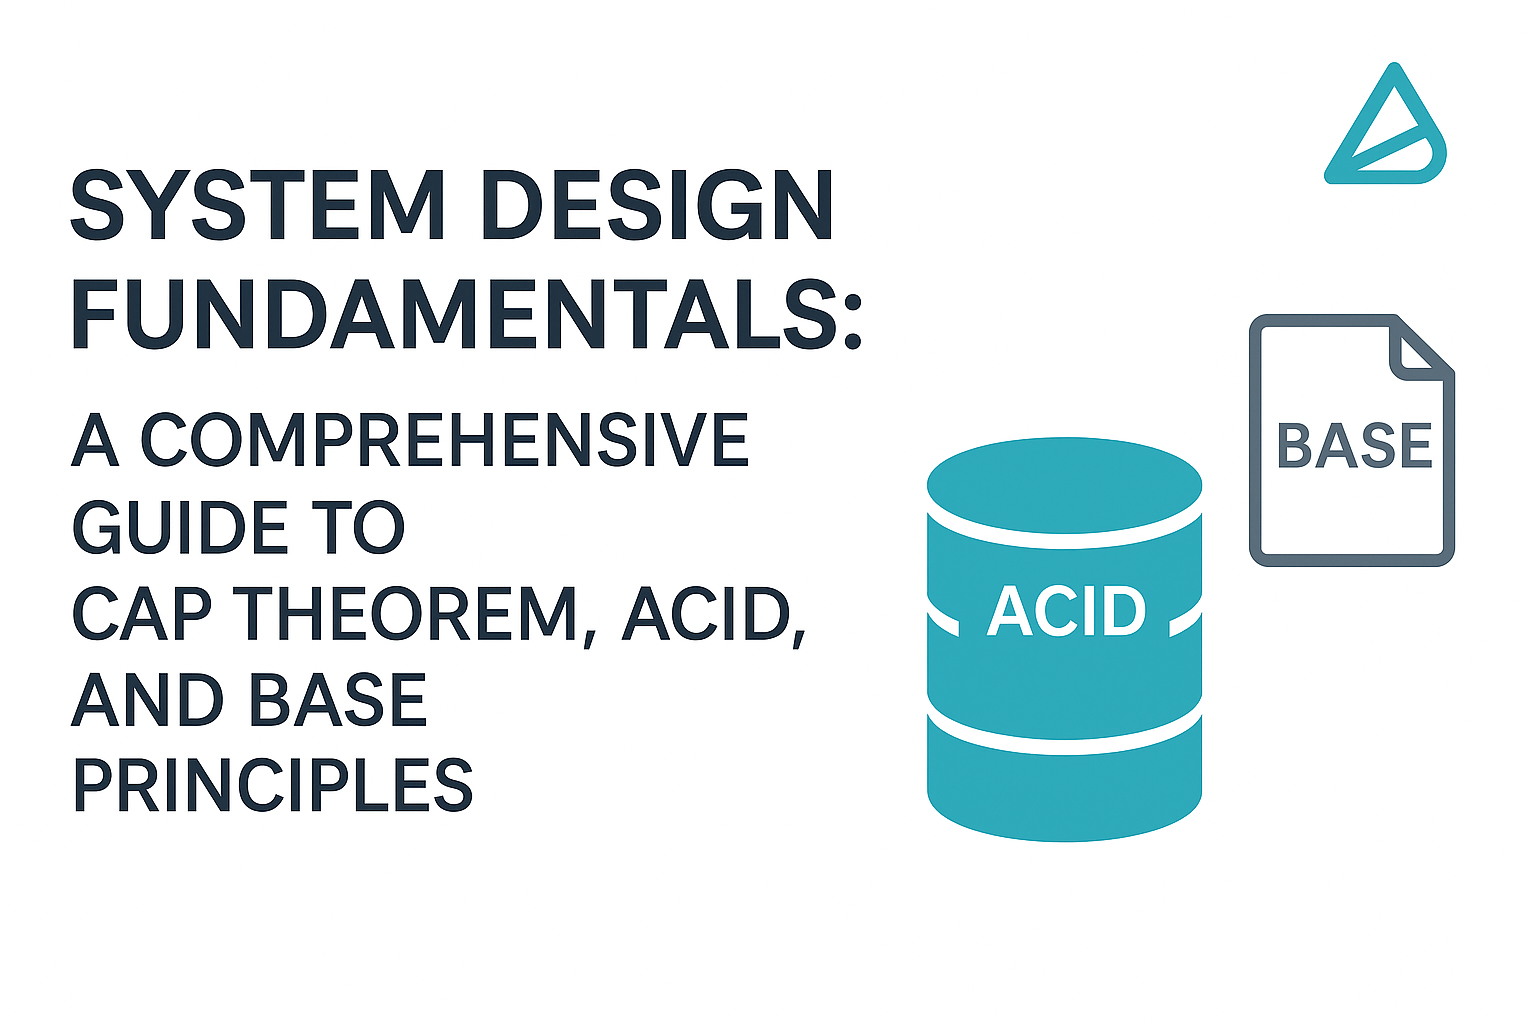 SYSTEM DESIGN
FUNDAMENTALS:
A COMPREHENSIVE
GUIDE TO
CAP THEOREM, ACID,
AND BASE
PRINCIPLES
ACID
BASE